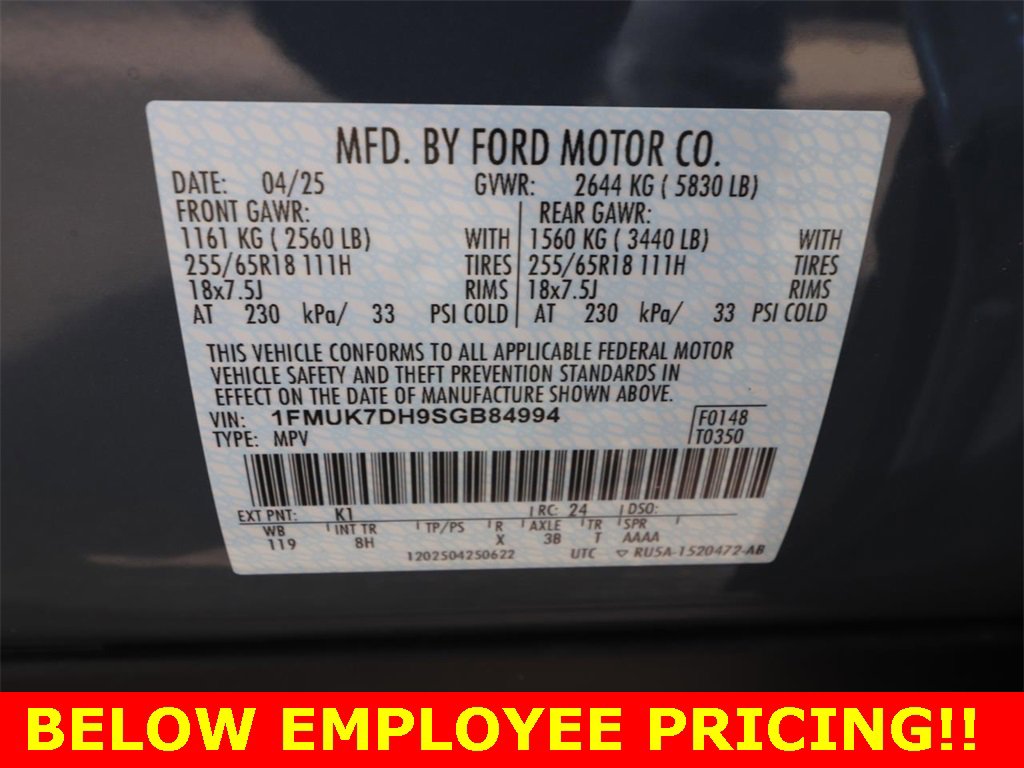 MFD. BY FORD MOTOR CO.
DATE: 04/25 GVWR: 2644 KG ( 5830 LB)
FRONT GAWR: REAR GAWR:
1161 KG ( 2560 LB) WITH 1560 KG ( 3440 LB) WITH
255/65R18 111H TIRES 255/65R18 111H TIRES
18x7.5J RIMS 18x7.5J RIMS
AT 230 kPa/ 33 PSI COLD AT 230 kPa/ 33 PSI COLD
THIS VEHICLE CONFORMS TO ALL APPLICABLE FEDERAL MOTOR
VEHICLE SAFETY AND THEFT PREVENTION STANDARDS IN
EFFECT ON THE DATE OF MANUFACTURE SHOWN ABOVE.
VIN: 1FMUK7DH9SGB84994 F0148
TYPE: MPV T0350
EXT PNT: K1 RC: 24 DSO:
WB INT TR TP/PS R AXLE TR SPR
119 8H X 3B T AAAA
1202504250622 UTC RU5A-1520472-AB
BELOW EMPLOYEE PRICING!!